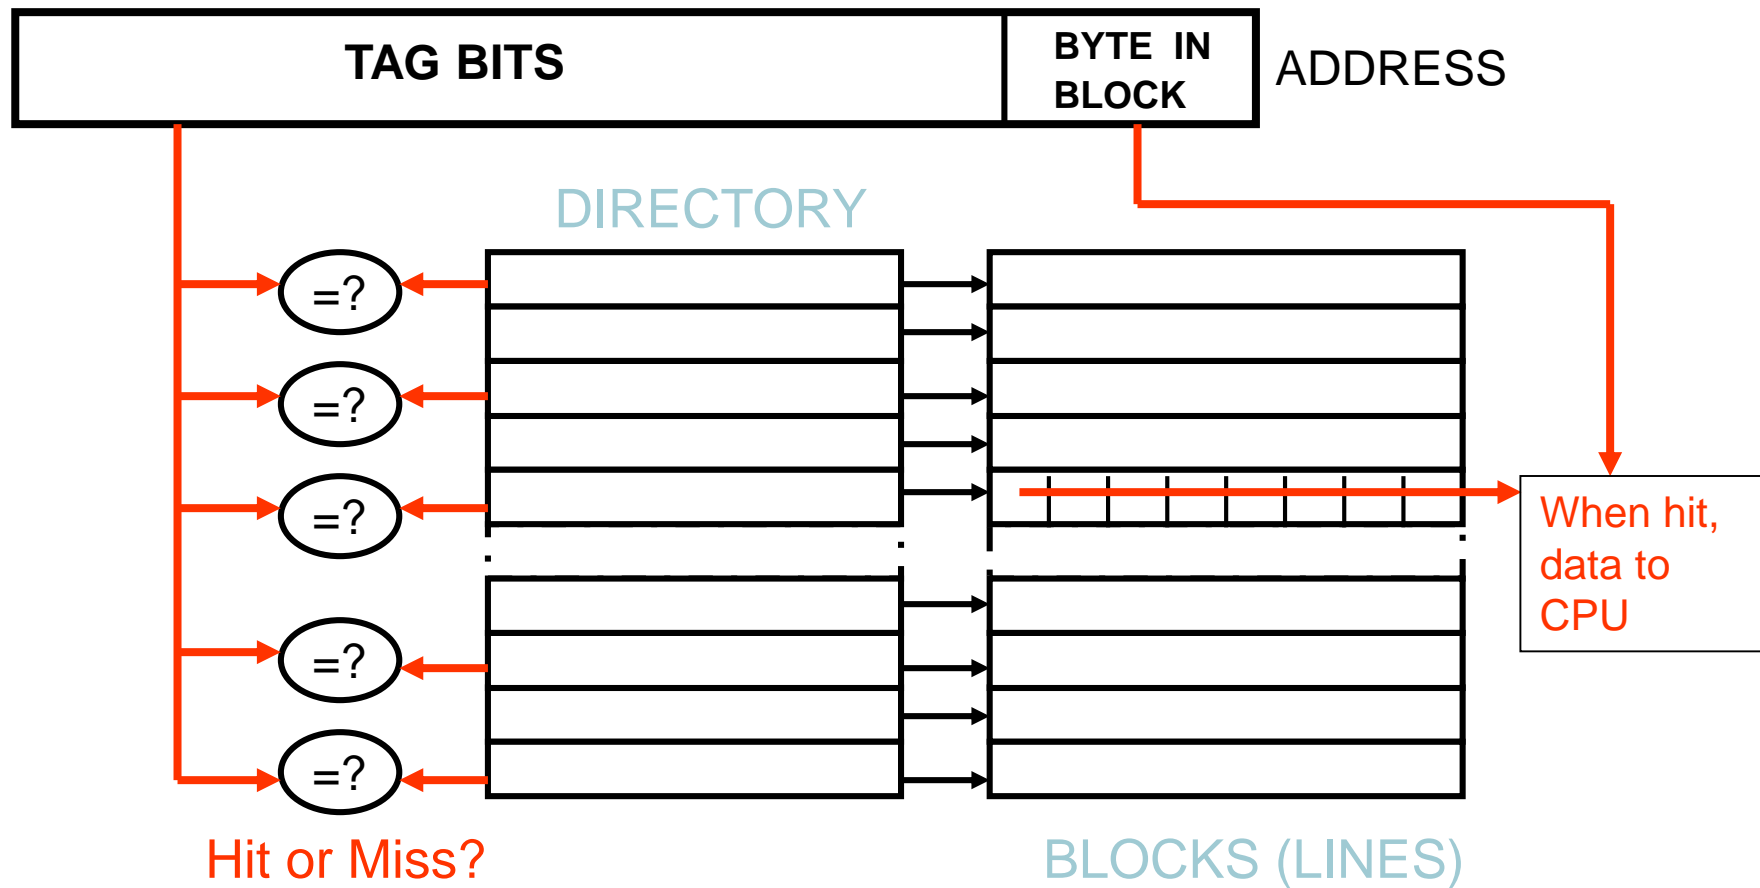 TAG BITS
BYTE IN
BLOCK
ADDRESS
DIRECTORY
=?
=?
=?
=?
=?
When hit,
data to
CPU
Hit or Miss?
BLOCKS (LINES)